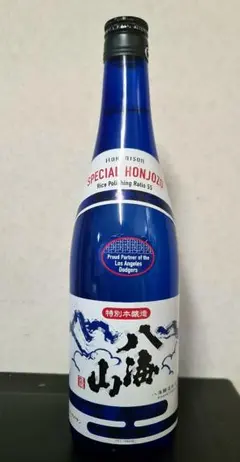 Hakkaisan
SPECIAL HONJOZO
Rice Polishing Ratio 55
Proud Partner of the
Los Angeles
Dodgers
特別本醸造
八海山